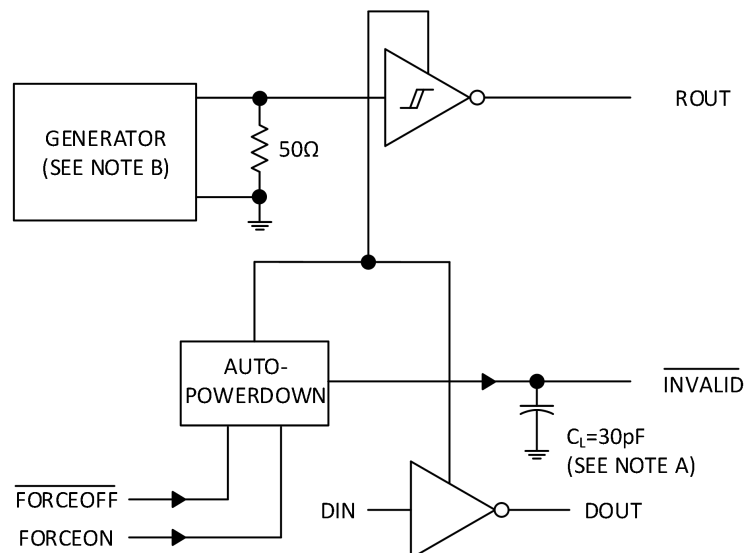 ROUT
GENERATOR
(SEE NOTE B)
50Ω
AUTO-
POWERDOWN
INVALID
C_L=30pF
(SEE NOTE A)
FORCEOFF
DIN
DOUT
FORCEON